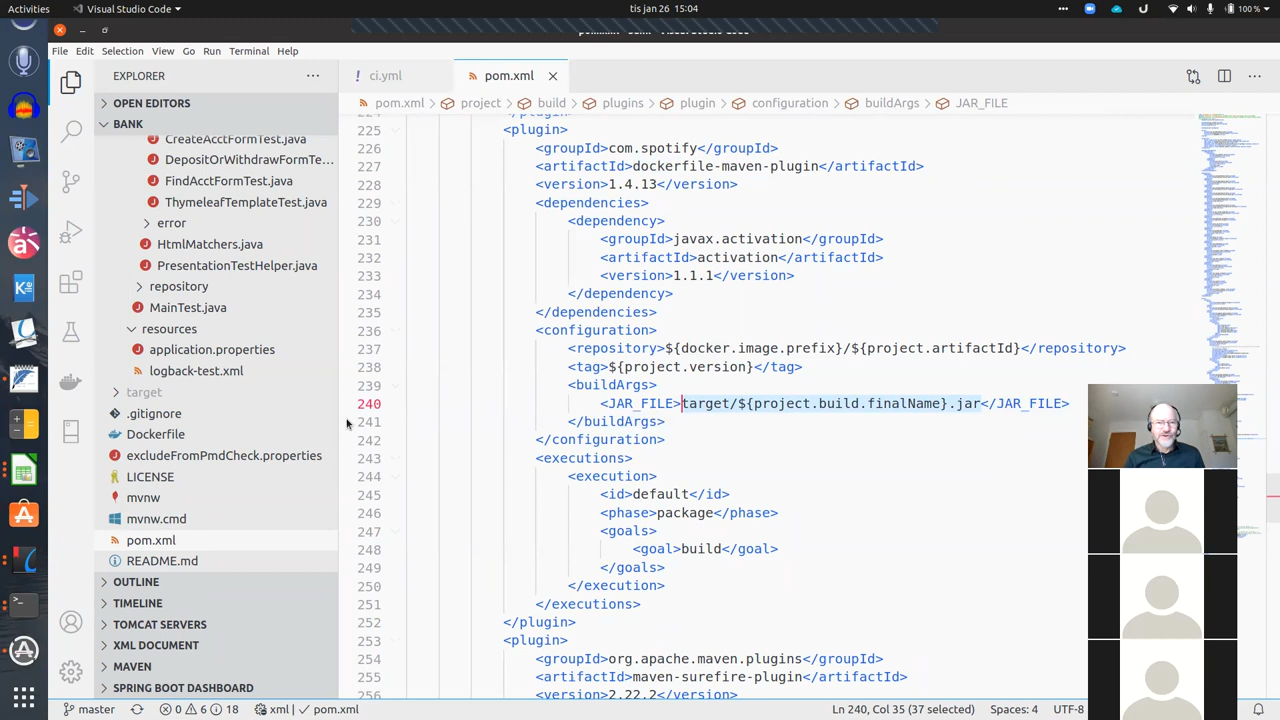 Activities
Visual Studio Code
tis jan 26 15:04
100 %
File Edit Selection View Go Run Terminal Help
EXPLORER
ci.yml
pom.xml
OPEN EDITORS
pom.xml project build plugins plugin configuration buildArgs JAR_FILE
BANK
CreateAcctFormTest.java
DepositOrWithdrawFormTe...
FindAcctFormTest.java
ThymeleafTemplateTest.java
error
HtmlMatchers.java
PresentationTestHelper.java
repository
MainTest.java
resources
application.properties
logback-test.xml
target
.gitignore
Dockerfile
excludeFromPmdCheck.properties
LICENSE
mvnw
mvnw.cmd
pom.xml
README.md
OUTLINE
TIMELINE
TOMCAT SERVERS
XML DOCUMENT
MAVEN
SPRING BOOT DASHBOARD
225 <plugin>
226 <groupId>com.spotify</groupId>
227 <artifactId>dockerfile-maven-plugin</artifactId>
228 <version>1.4.13</version>
229 <dependencies>
230 <dependency>
231 <groupId>javax.activation</groupId>
232 <artifactId>activation</artifactId>
233 <version>1.1.1</version>
234 </dependency>
235 </dependencies>
236 <configuration>
237 <repository>${docker.image.prefix}/${project.artifactId}</repository>
238 <tag>${project.version}</tag>
239 <buildArgs>
240 <JAR_FILE>target/${project.build.finalName}.jar</JAR_FILE>
241 </buildArgs>
242 </configuration>
243 <executions>
244 <execution>
245 <id>default</id>
246 <phase>package</phase>
247 <goals>
248 <goal>build</goal>
249 </goals>
250 </execution>
251 </executions>
252 </plugin>
253 <plugin>
254 <groupId>org.apache.maven.plugins</groupId>
255 <artifactId>maven-surefire-plugin</artifactId>
256 <version>2.22.2</version>
master 0 6 18 xml pom.xml
Ln 240, Col 35 (37 selected) Spaces: 4 UTF-8